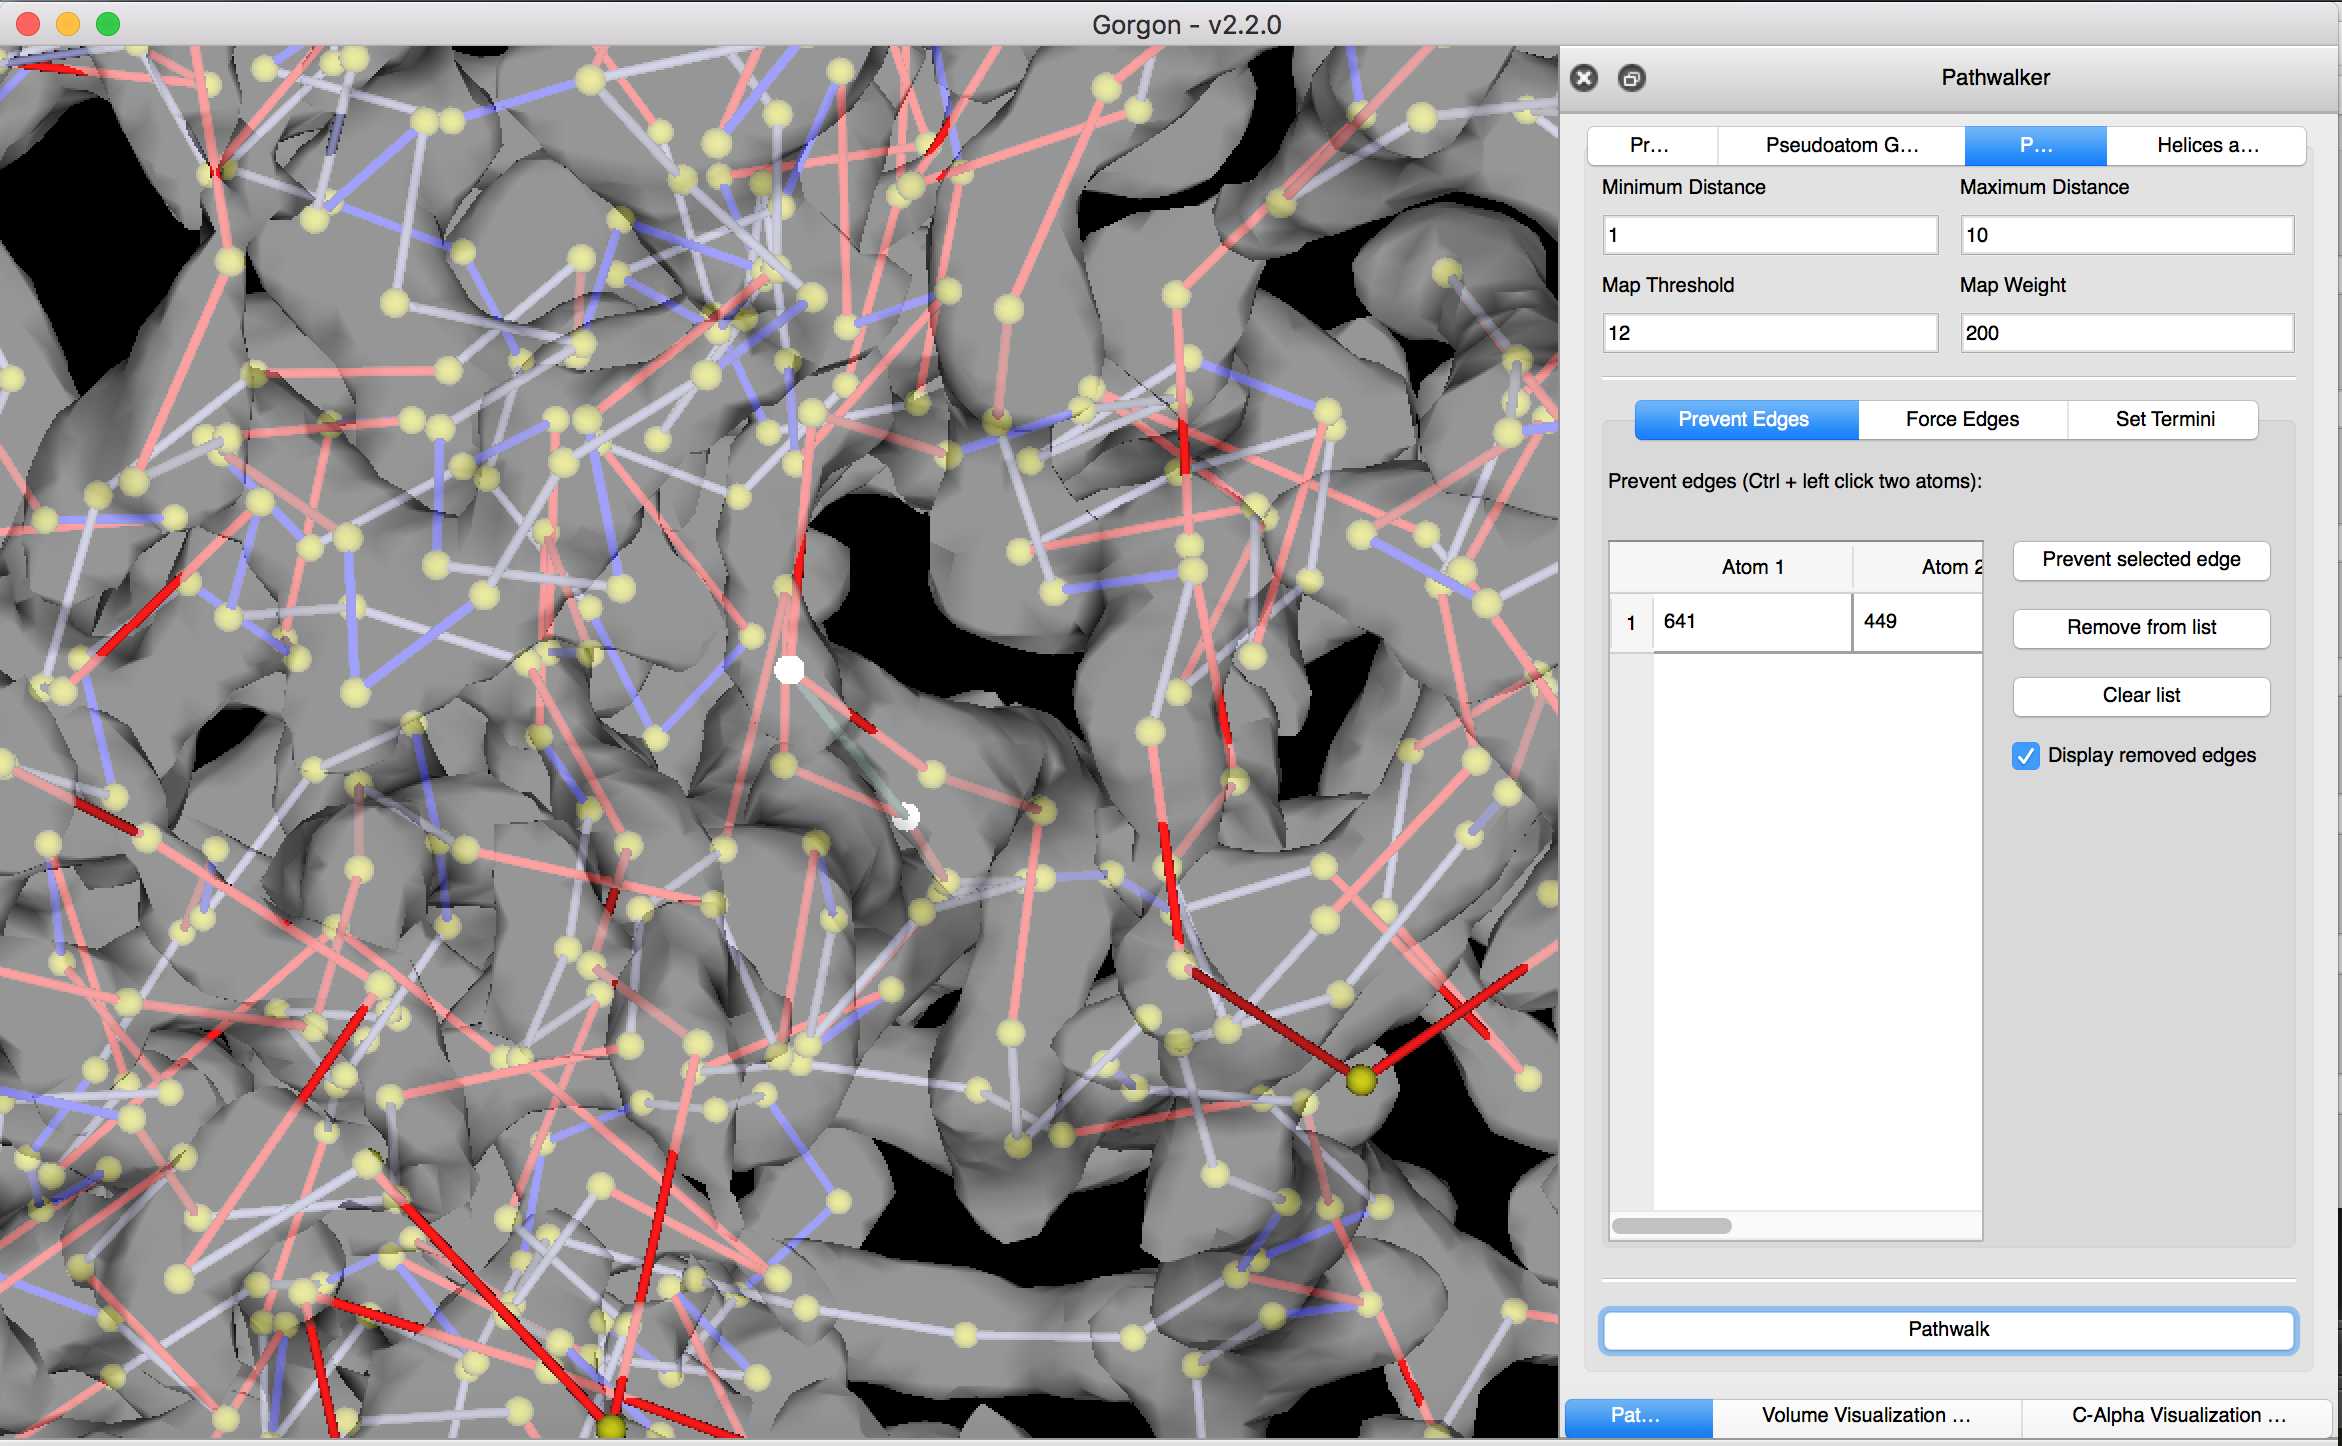 Gorgon - v2.2.0
Pathwalker
Pr... Pseudoatom G... P... Helices a...
Minimum Distance Maximum Distance
1 10
Map Threshold Map Weight
12 200
Prevent Edges Force Edges Set Termini
Prevent edges (Ctrl + left click two atoms):
Atom 1 Atom 2
1 641 449
Prevent selected edge
Remove from list
Clear list
Display removed edges
Pathwalk
Pat... Volume Visualization ... C-Alpha Visualization ...